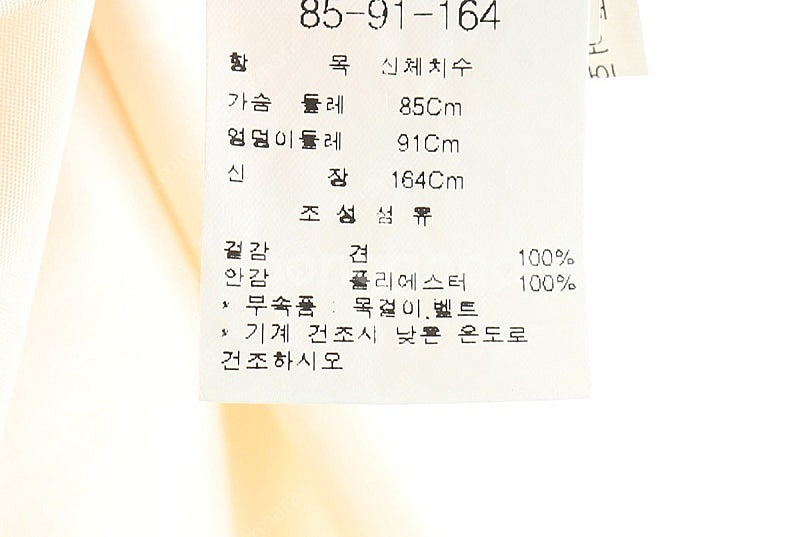 85-91-164
항 목 신체치수
가슴 둘레 85Cm
엉덩이둘레 91Cm
신 장 164Cm
조 성 섬 유
겉감 견 100%
안감 폴리에스터 100%
* 부속품 : 목걸이.벨트
* 기계 건조시 낮은 온도로
건조하시오